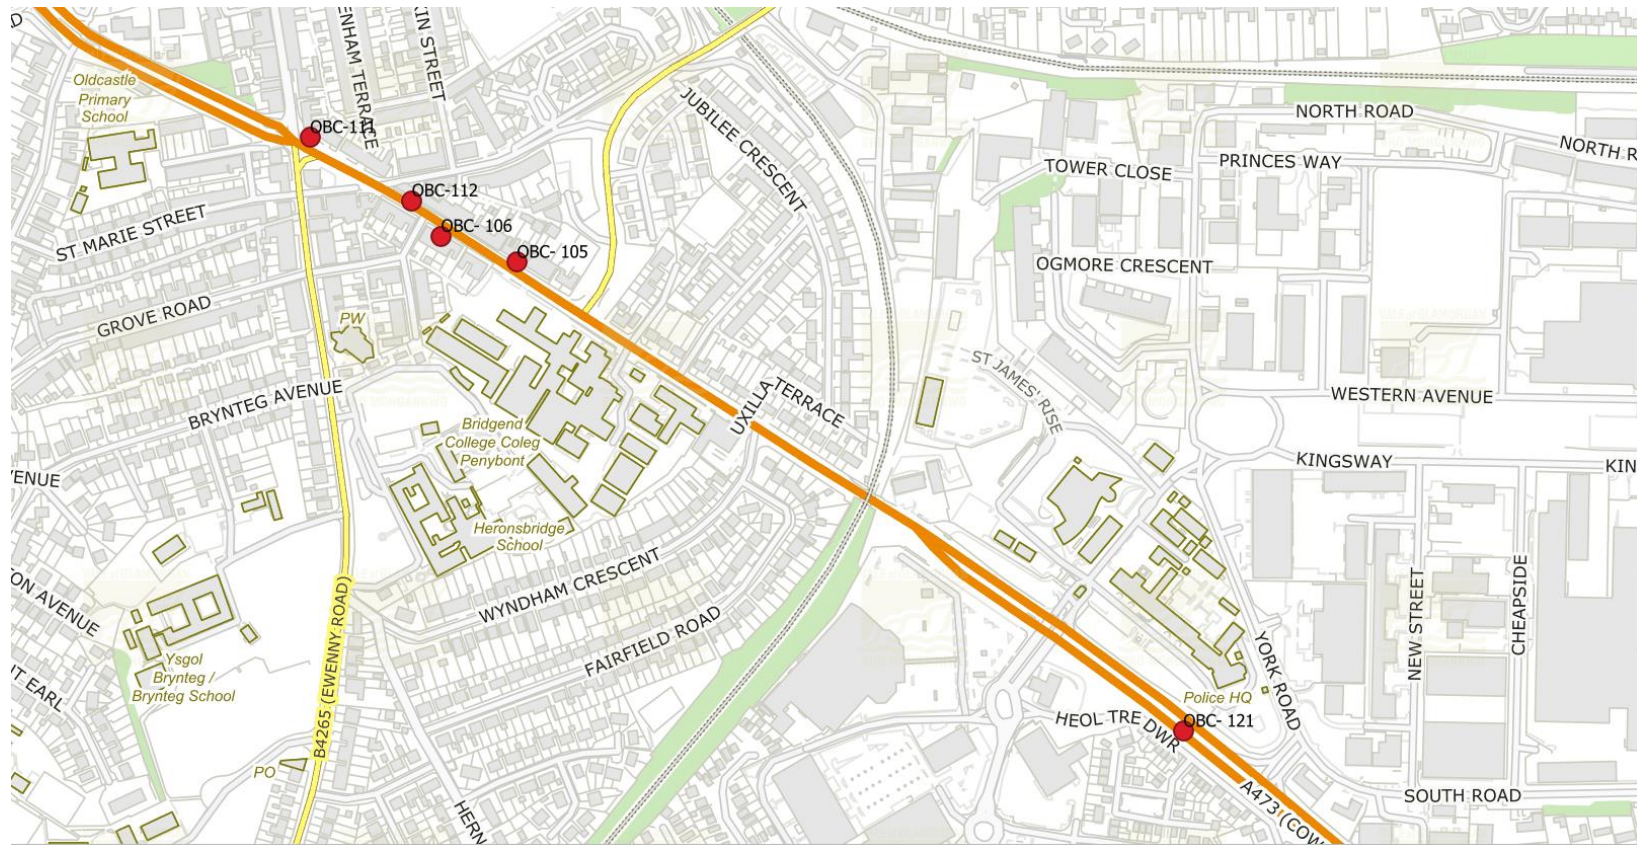 D
ENHAM TERRACE
KIN STREET
Oldcastle
Primary
School
OBC-111
JUBILEE CRESCENT
NORTH ROAD
NORTH R
PRINCES WAY
TOWER CLOSE
OBC-112
ST MARIE STREET
OBC- 106
OBC- 105
OGMORE CRESCENT
GROVE ROAD
PW
ST JAMES' RISE
BRYNTEG AVENUE
UXILLA
TERRACE
WESTERN AVENUE
Bridgend
College Coleg
Penybont
KINGSWAY
KIN
VENUE
Heronsbridge
School
WYNDHAM CRESCENT
ON AVENUE
FAIRFIELD ROAD
NEW STREET
CHEAPSIDE
B4265 (EWENNY ROAD)
Ysgol
Brynteg /
Brynteg School
NT EARL
YORK ROAD
Police HQ
HEOL TRE DWR
OBC- 121
PO
HERN
A473 (COW
SOUTH ROAD